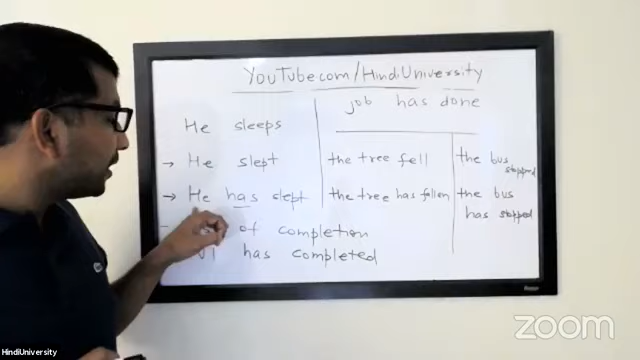 YouTube.com/HindiUniversity
job has done
He sleeps
→ He slept
the tree fell
the bus stopped
→ He has slept
the tree has fallen
the bus has stopped
of completion
has completed
HindiUniversity
zoom